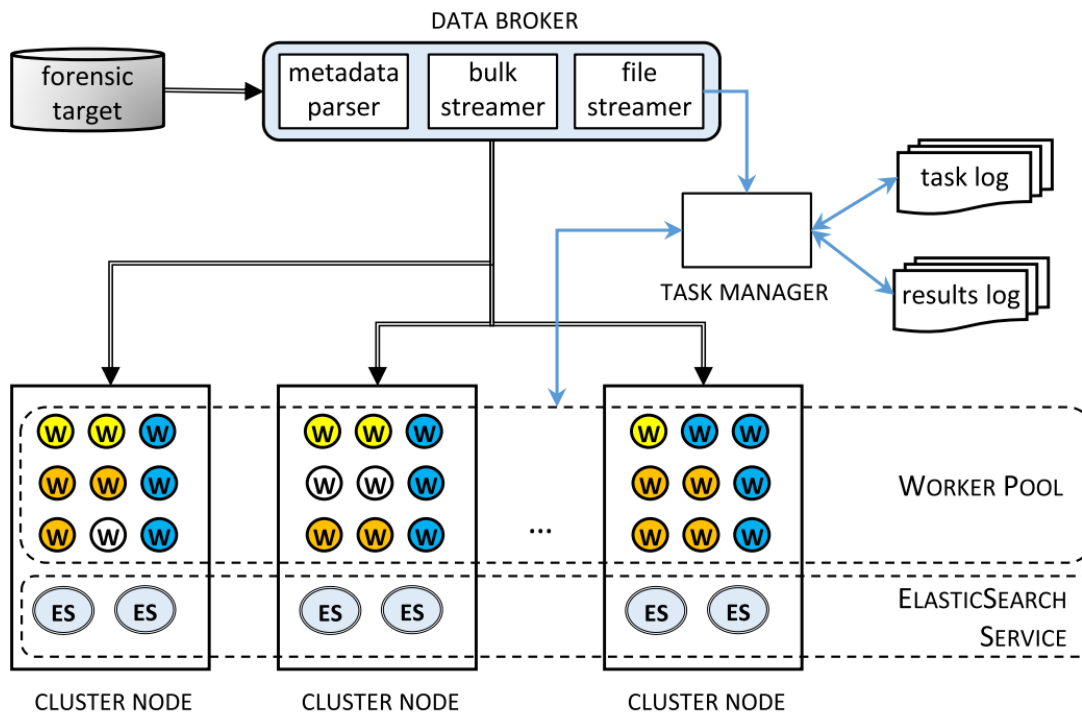 DATA BROKER
forensic
target
metadata
parser
bulk
streamer
file
streamer
task log
results log
TASK MANAGER
W W W W W W W W W
W W W W W W W W W
W W W W W W ... W W W
WORKER POOL
ES ES ES ES ES ES
ELASTICSEARCH
SERVICE
CLUSTER NODE CLUSTER NODE CLUSTER NODE